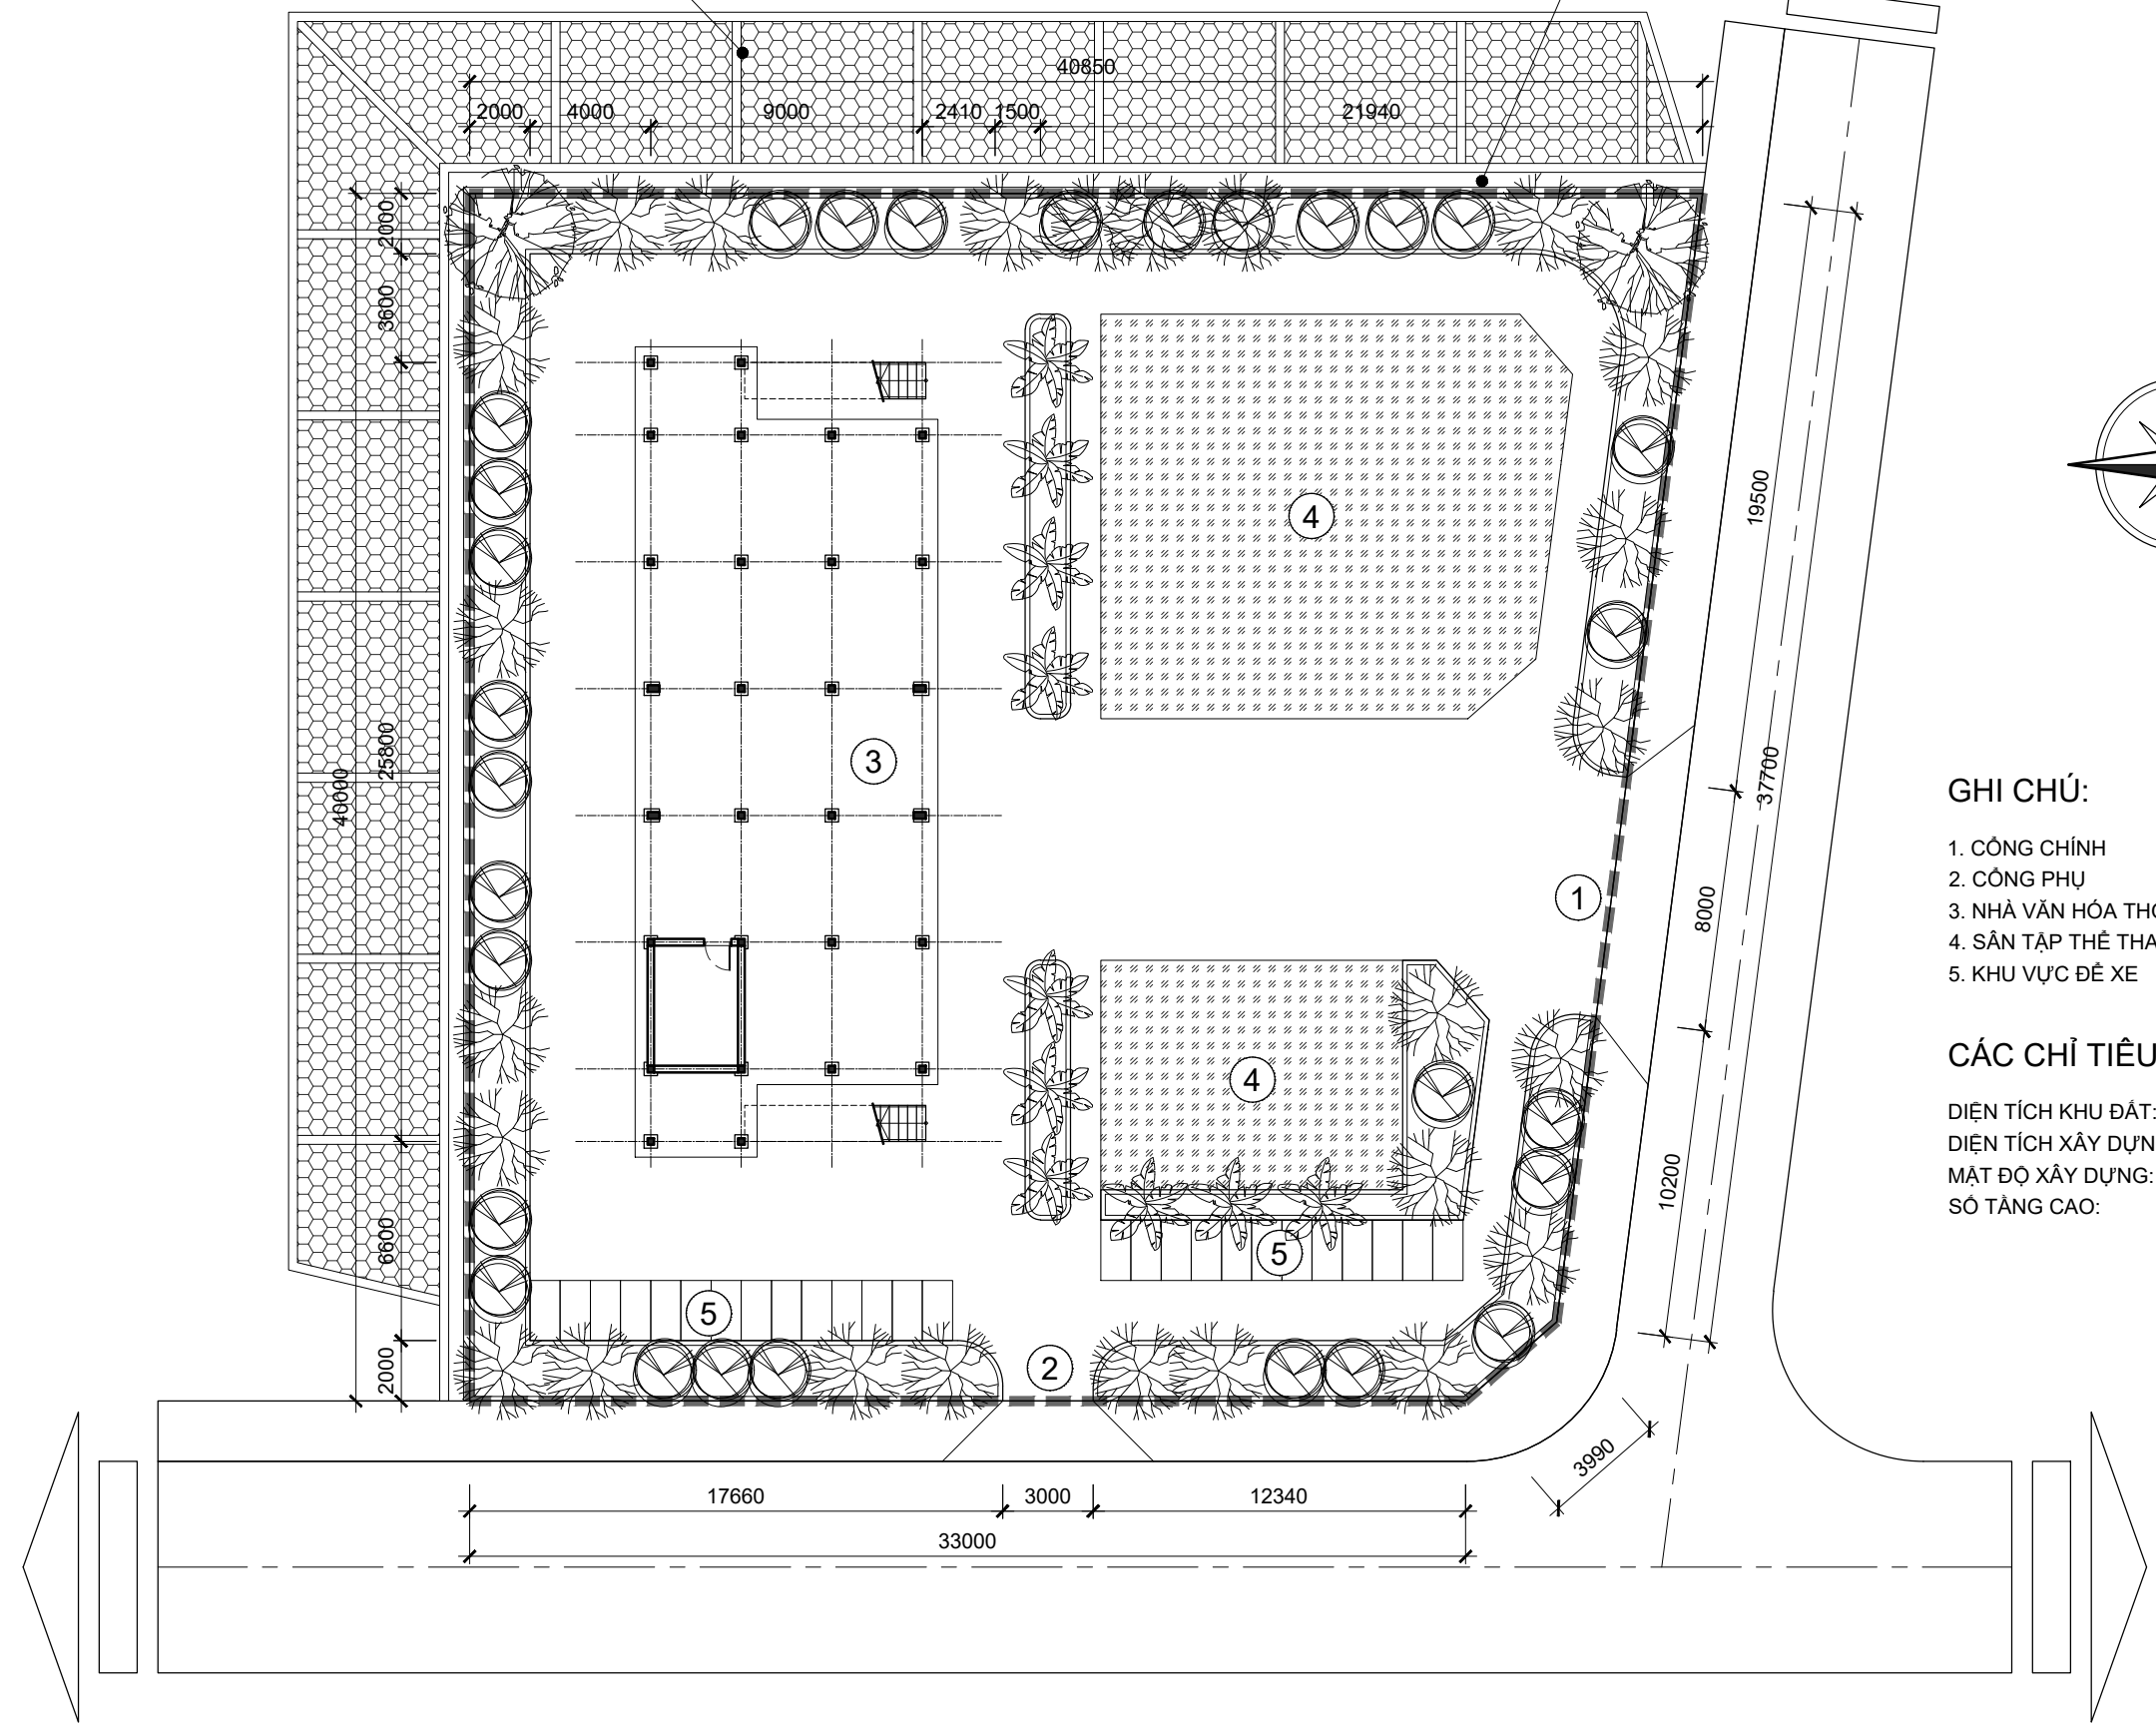 40850
2000 4000 9000 2410 1500 21940
2000
3600
25800
40000
6600
2000
4
3
1
4
5
5
2
19500
37700
8000
10200
3990
17660 3000 12340
33000
GHI CHÚ:
1. CỔNG CHÍNH
2. CỔNG PHỤ
3. NHÀ VĂN HÓA
4. SÂN TẬP THỂ
5. KHU VỰC ĐỂ XE
CÁC CHỈ TIÊU
DIỆN TÍCH KHU ĐẤT:
DIỆN TÍCH XÂY
MẬT ĐỘ XÂY DỰNG:
SỐ TẦNG CAO: